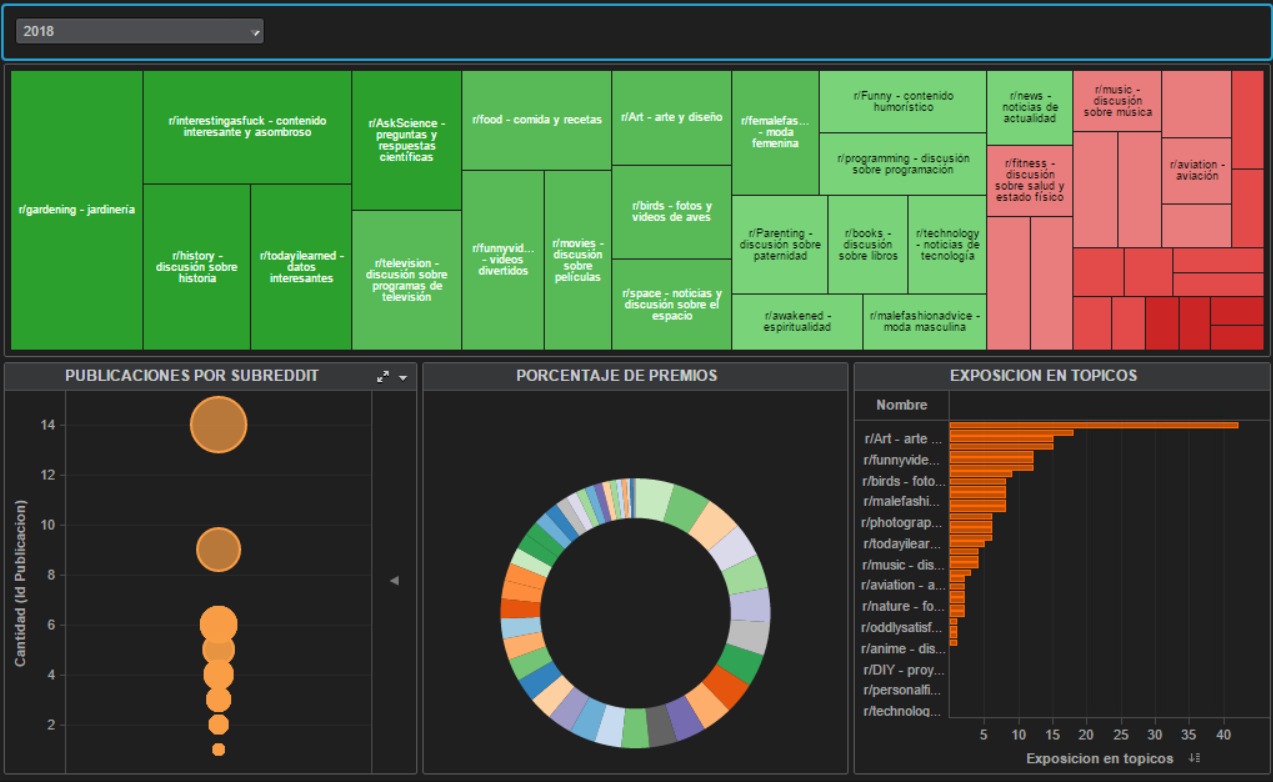 2018
r/gardening - jardinería
r/interestingasfuck - contenido
interesante y asombroso
r/history -
discusión sobre
historia
r/todayilearned -
datos
interesantes
r/AskScience -
preguntas y
respuestas
científicas
r/television -
discusión sobre
programas de
televisión
r/food - comida y recetas
r/funnyvid...
- videos
divertidos
r/movies -
discusión
sobre
películas
r/Art - arte y diseño
r/birds - fotos y
videos de aves
r/space - noticias y
discusión sobre el
espacio
r/femalefas...
- moda
femenina
r/Funny - contenido
humorístico
r/programming - discusión
sobre programación
r/Parenting -
discusión sobre
paternidad
r/books -
discusión
sobre libros
r/technology
- noticias de
tecnología
r/awakened -
espiritualidad
r/malefashionadvice -
moda masculina
r/news -
noticias de
actualidad
r/fitness -
discusión
sobre salud y
estado físico
r/music -
discusión
sobre música
r/aviation -
aviación
PUBLICACIONES POR SUBREDDIT
Cantidad (Id Publicacion)
14
12
10
8
6
4
2
PORCENTAJE DE PREMIOS
EXPOSICION EN TOPICOS
Nombre
r/Art - arte ...
r/funnyvide...
r/birds - foto...
r/malefashi...
r/photograp...
r/todayilear...
r/music - dis...
r/aviation - a...
r/nature - fo...
r/oddlysatisf...
r/anime - dis...
r/DIY - proy...
r/personalfi...
r/technolog...
5 10 15 20 25 30 35 40
Exposicion en topicos